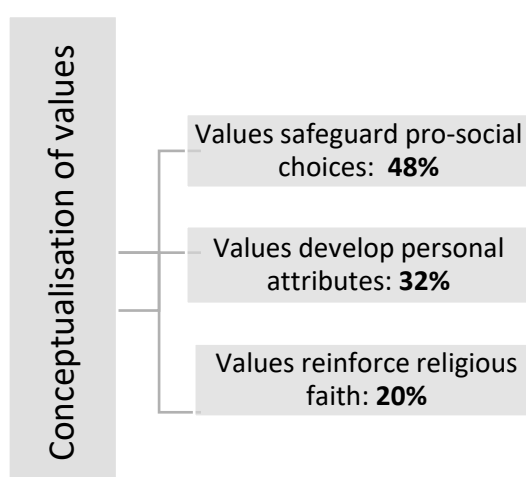 Conceptualisation of values
Values safeguard pro-social
choices: 48%
Values develop personal
attributes: 32%
Values reinforce religious
faith: 20%